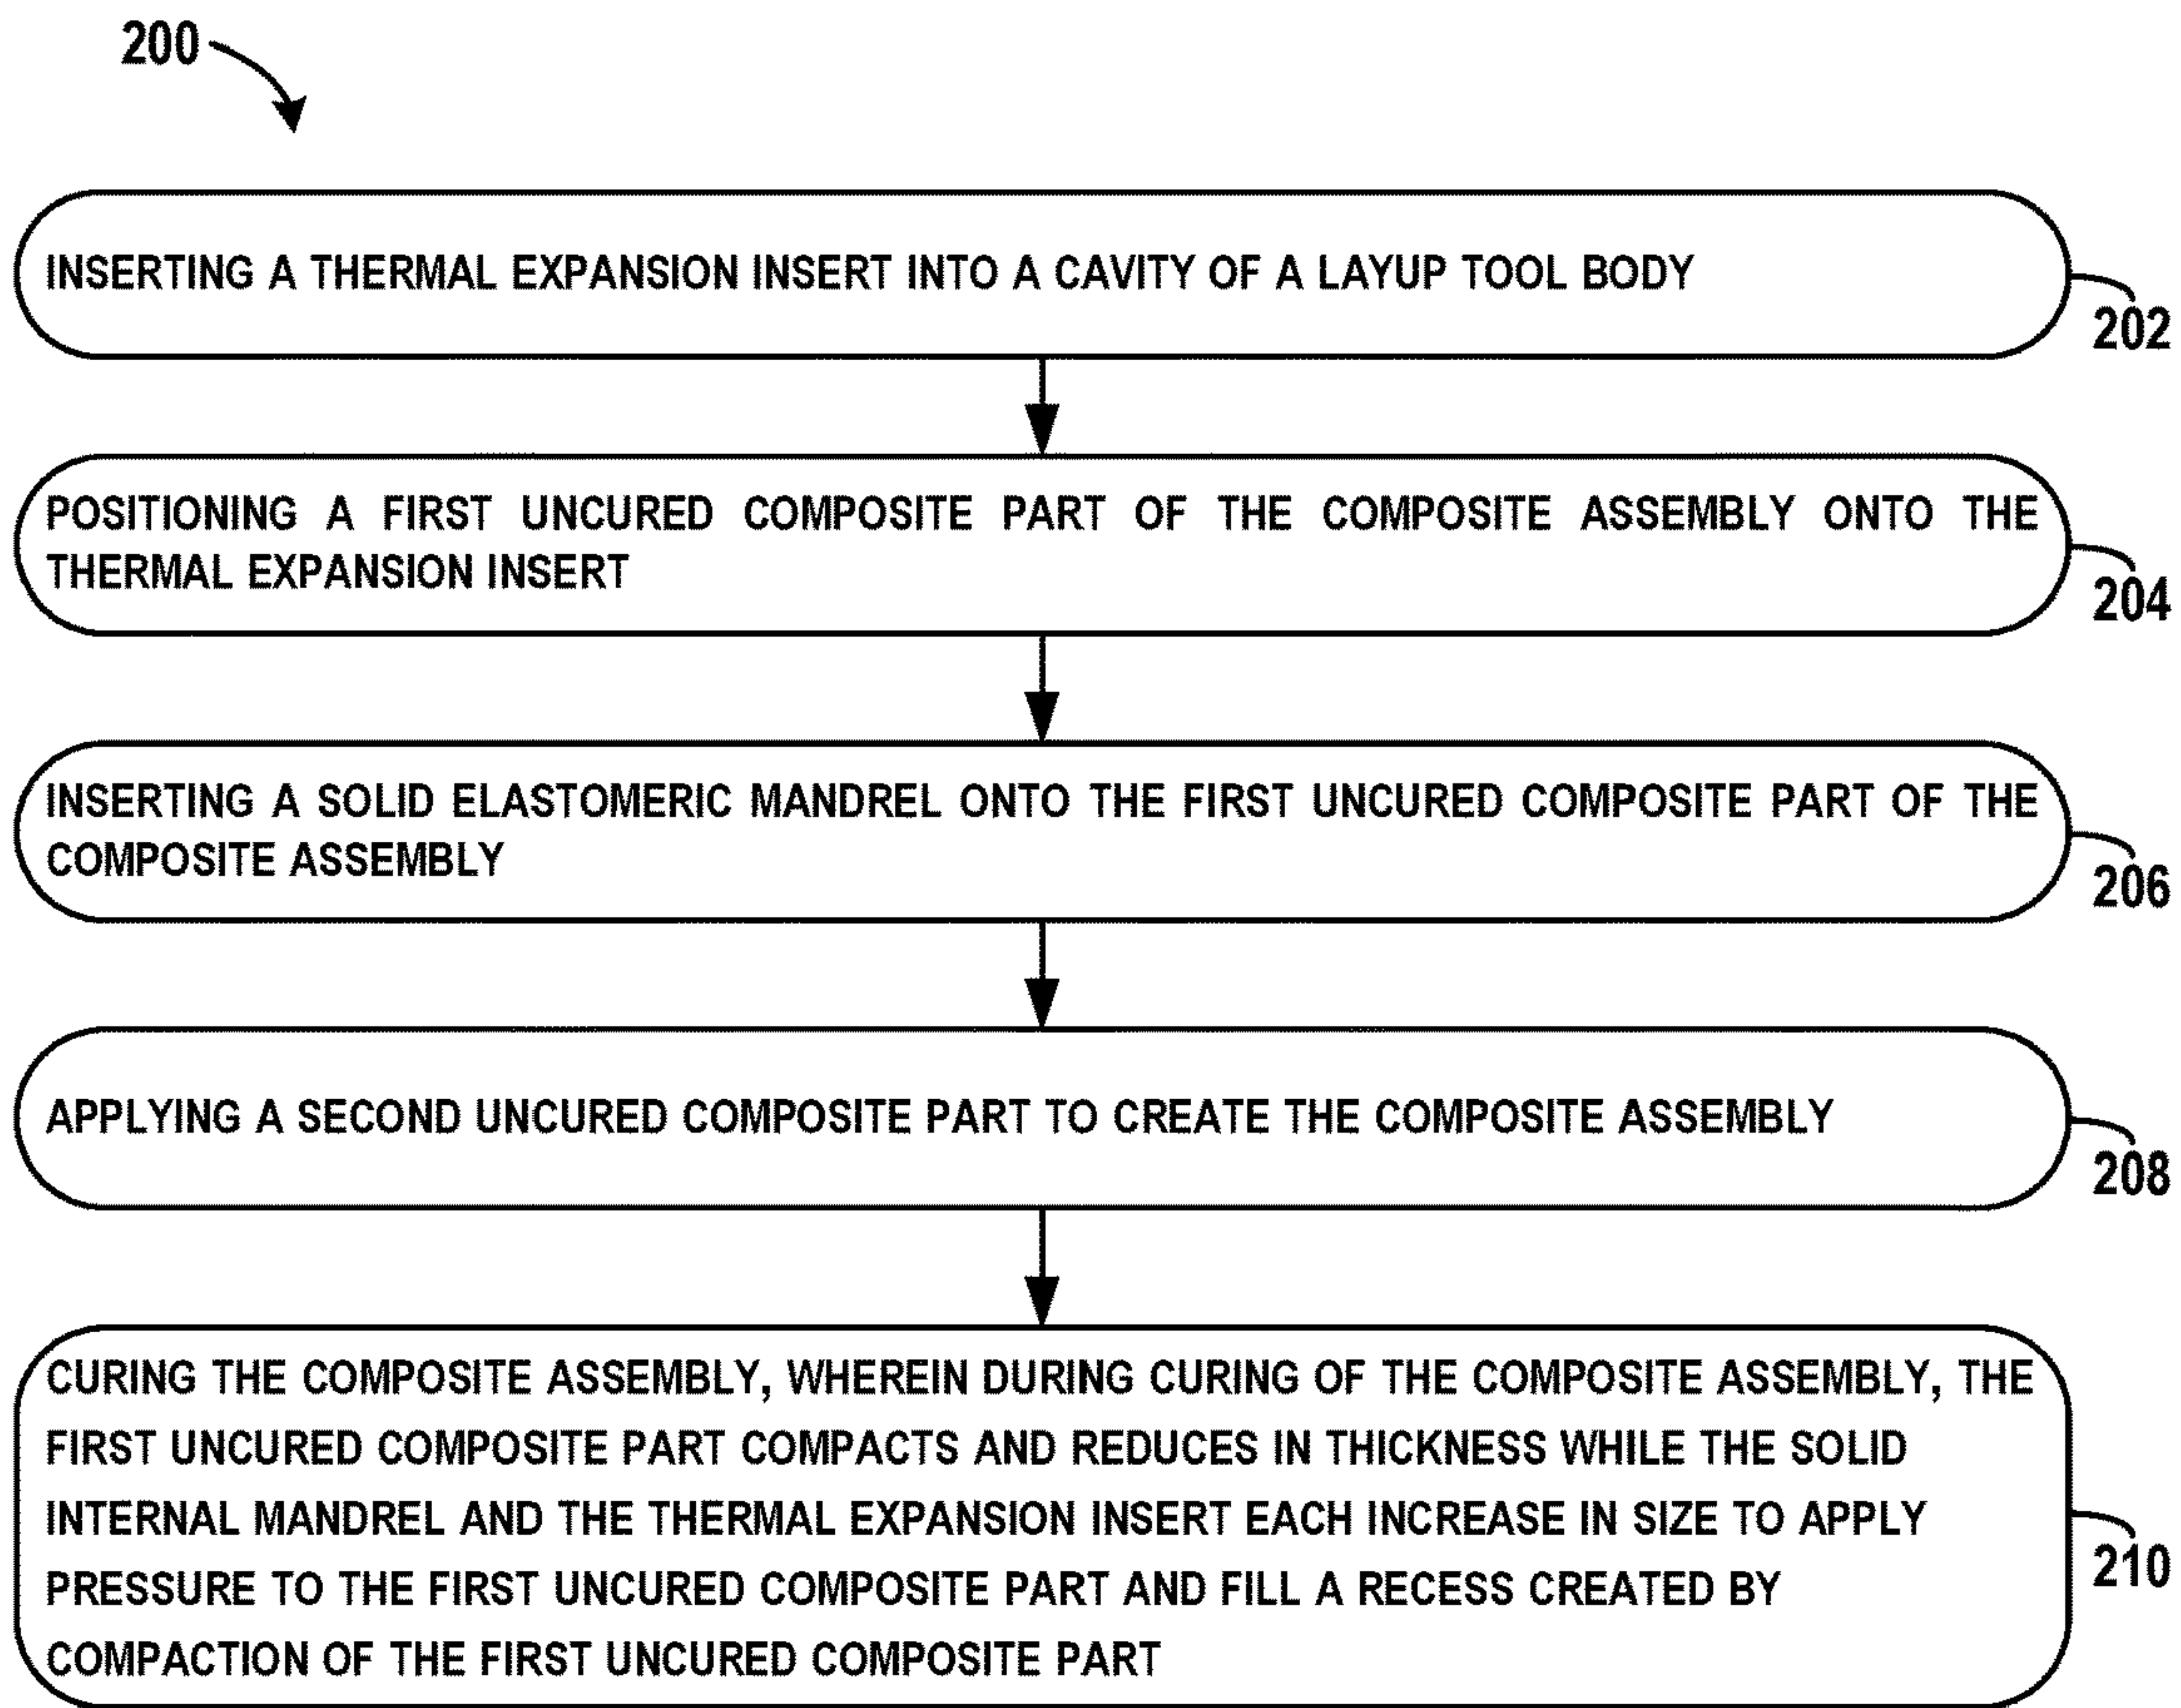 200
INSERTING A THERMAL EXPANSION INSERT INTO A CAVITY OF A LAYUP TOOL BODY
202
POSITIONING A FIRST UNCURED COMPOSITE PART OF THE COMPOSITE ASSEMBLY ONTO THE
THERMAL EXPANSION INSERT
204
INSERTING A SOLID ELASTOMERIC MANDREL ONTO THE FIRST UNCURED COMPOSITE PART OF THE
COMPOSITE ASSEMBLY
206
APPLYING A SECOND UNCURED COMPOSITE PART TO CREATE THE COMPOSITE ASSEMBLY
208
CURING THE COMPOSITE ASSEMBLY, WHEREIN DURING CURING OF THE COMPOSITE ASSEMBLY, THE
FIRST UNCURED COMPOSITE PART COMPACTS AND REDUCES IN THICKNESS WHILE THE SOLID
INTERNAL MANDREL AND THE THERMAL EXPANSION INSERT EACH INCREASE IN SIZE TO APPLY
PRESSURE TO THE FIRST UNCURED COMPOSITE PART AND FILL A RECESS CREATED BY
COMPACTION OF THE FIRST UNCURED COMPOSITE PART
210